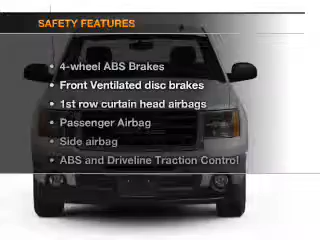 SAFETY FEATURES
• 4-wheel ABS Brakes
• Front Ventilated disc brakes
• 1st row curtain head airbags
• Passenger Airbag
• Side airbag
• ABS and Driveline Traction Control